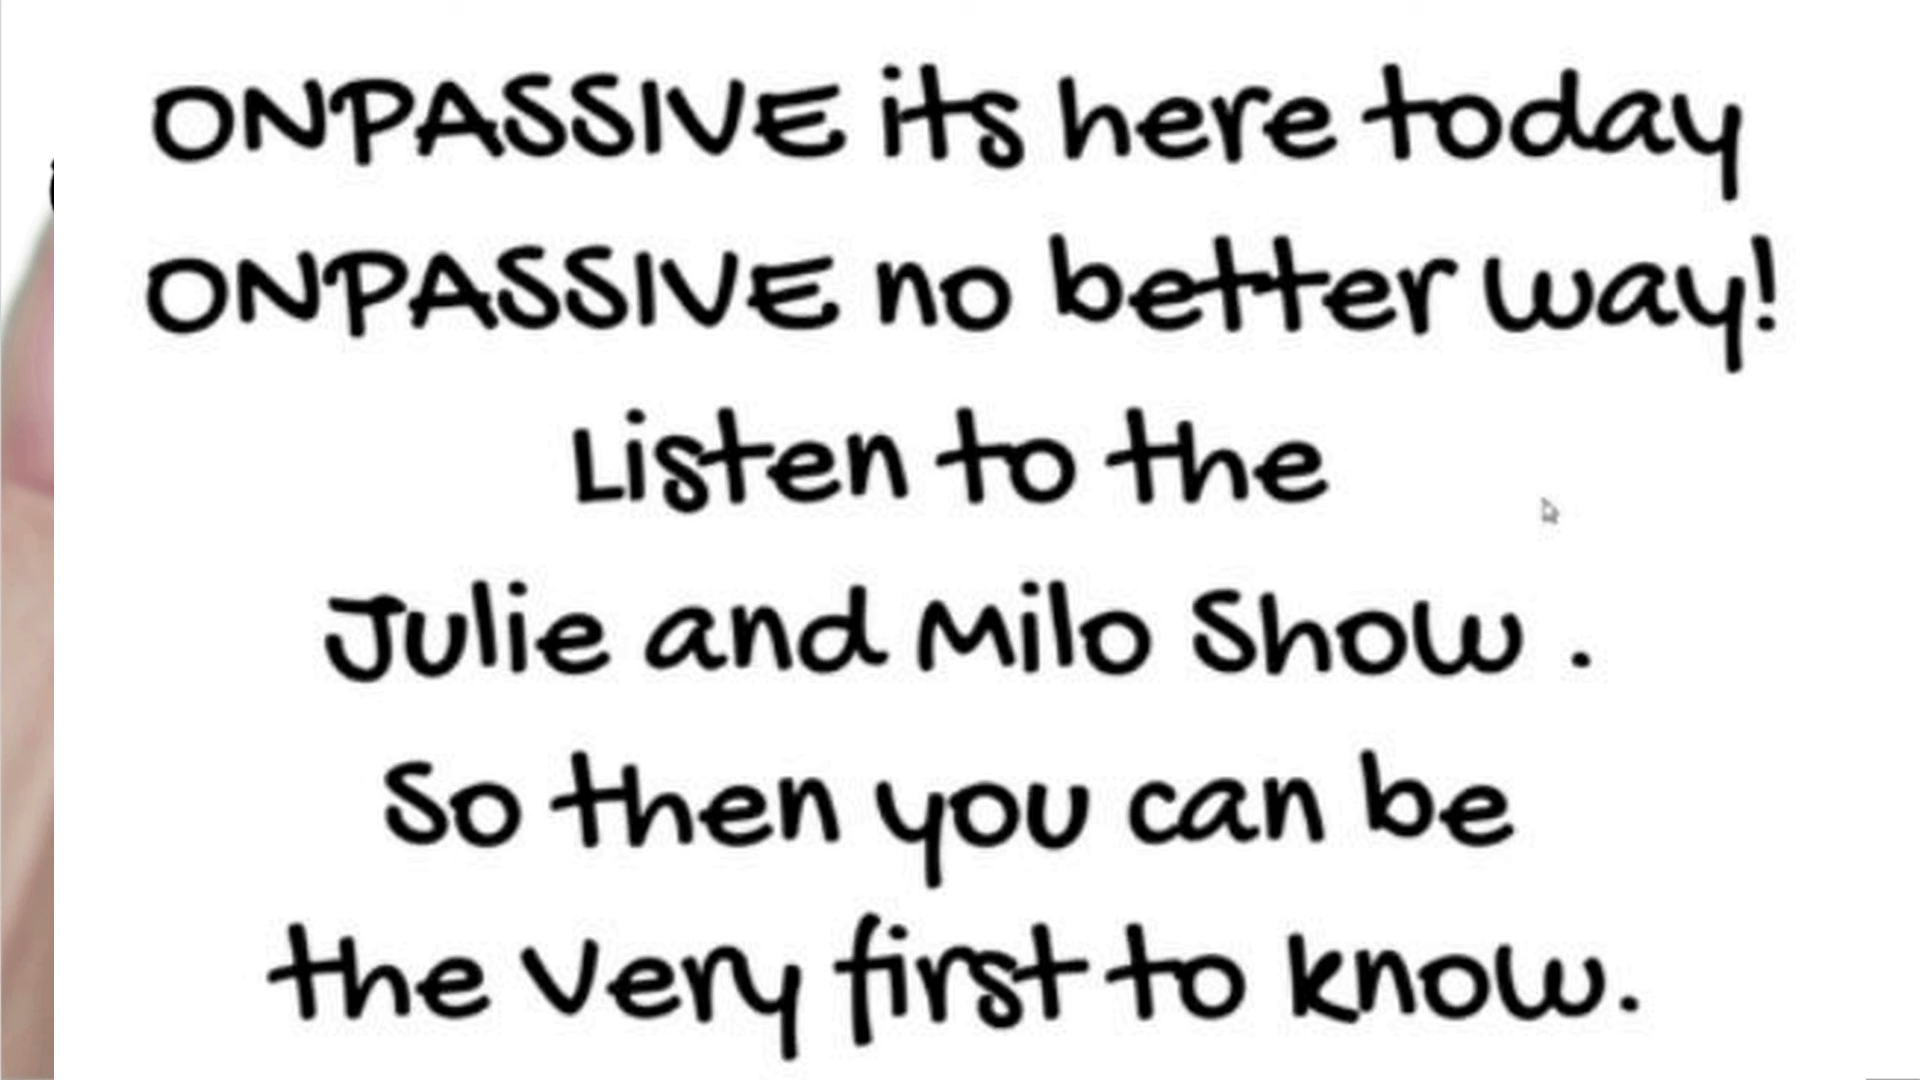 ONPASSIVE its here today
ONPASSIVE no better way!
Listen to the
Julie and Milo Show .
So then you can be
the very first to know.